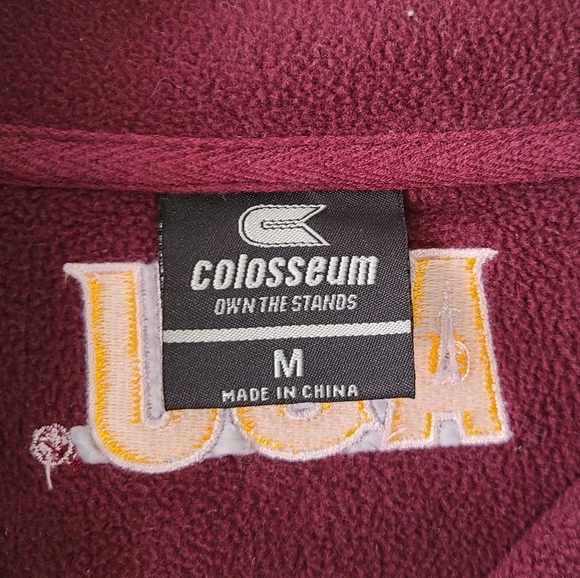 colosseum
OWN THE STANDS
M
MADE IN CHINA